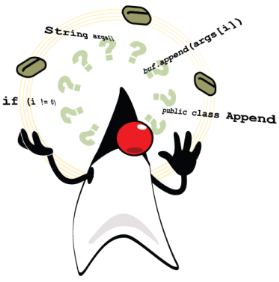 String args[]
buf.append(args[i])
if (i != 0)
public class Append
? ? ? ? ? ? ? ?